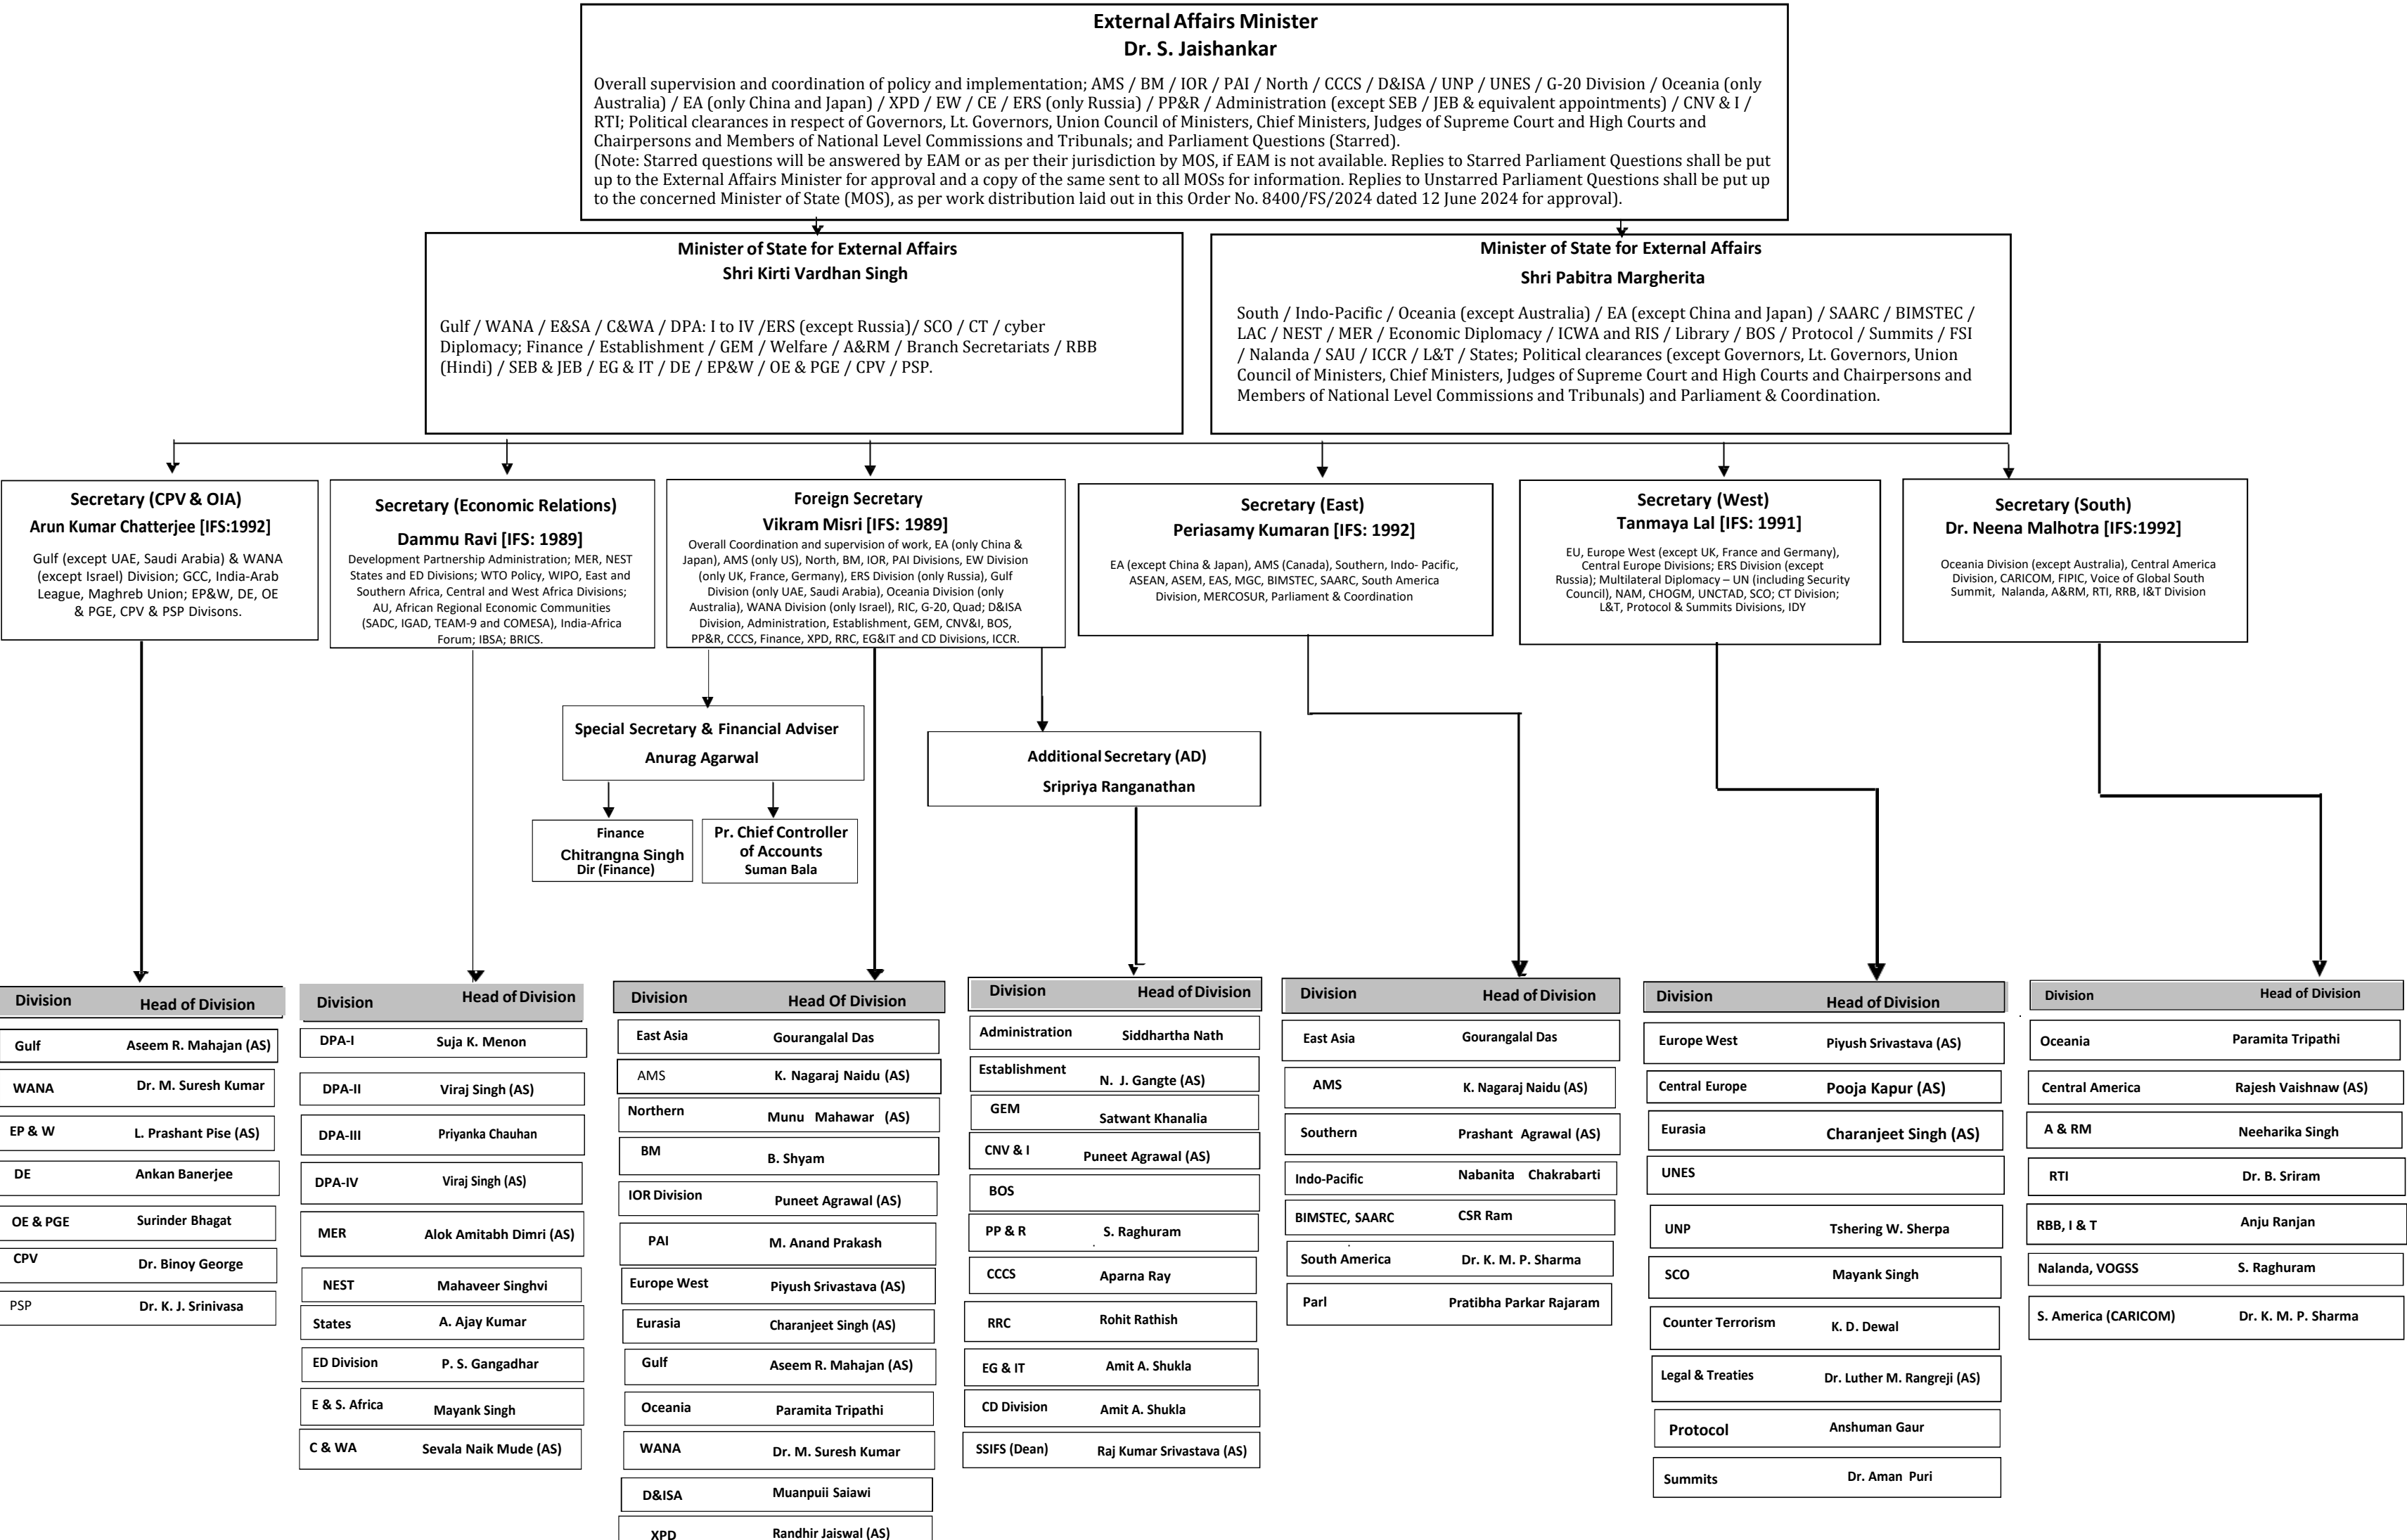 External Affairs Minister
Dr. S. Jaishankar
Overall supervision and coordination of policy and implementation; AMS / BM / IOR / PAI / North / CCCS / D&ISA / UNP / UNES / G-20 Division / Oceania (only
Australia) / EA (only China and Japan) / XPD / EW / CE / ERS (only Russia) / PP&R / Administration (except SEB / JEB & equivalent appointments) / CNV & I /
RTI; Political clearances in respect of Governors, Lt. Governors, Union Council of Ministers, Chief Ministers, Judges of Supreme Court and High Courts and
Chairpersons and Members of National Level Commissions and Tribunals; and Parliament Questions (Starred).
(Note: Starred questions will be answered by EAM or as per their jurisdiction by MOS, if EAM is not available. Replies to Starred Parliament Questions shall be put
up to the External Affairs Minister for approval and a copy of the same sent to all MOSs for information. Replies to Unstarred Parliament Questions shall be put up
to the concerned Minister of State (MOS), as per work distribution laid out in this Order No. 8400/FS/2024 dated 12 June 2024 for approval).
Minister of State for External Affairs
Shri Kirti Vardhan Singh
Gulf / WANA / E&SA / C&WA / DPA: I to IV /ERS (except Russia)/ SCO / CT / cyber
Diplomacy; Finance / Establishment / GEM / Welfare / A&RM / Branch Secretariats / RBB
(Hindi) / SEB & JEB / EG & IT / DE / EP&W / OE & PGE / CPV / PSP.
Minister of State for External Affairs
Shri Pabitra Margherita
South / Indo-Pacific / Oceania (except Australia) / EA (except China and Japan) / SAARC / BIMSTEC /
LAC / NEST / MER / Economic Diplomacy / ICWA and RIS / Library / BOS / Protocol / Summits / FSI
/ Nalanda / SAU / ICCR / L&T / States; Political clearances (except Governors, Lt. Governors, Union
Council of Ministers, Chief Ministers, Judges of Supreme Court and High Courts and Chairpersons and
Members of National Level Commissions and Tribunals) and Parliament & Coordination.
Secretary (CPV & OIA)
Arun Kumar Chatterjee [IFS:1992]
Gulf (except UAE, Saudi Arabia) & WANA
(except Israel) Division; GCC, India-Arab
League, Maghreb Union; EP&W, DE, OE
& PGE, CPV & PSP Divisons.
Secretary (Economic Relations)
Dammu Ravi [IFS: 1989]
Development Partnership Administration; MER, NEST
States and ED Divisions; WTO Policy, WIPO, East and
Southern Africa, Central and West Africa Divisions;
AU, African Regional Economic Communities
(SADC, IGAD, TEAM-9 and COMESA), India-Africa
Forum; IBSA; BRICS.
Foreign Secretary
Vikram Misri [IFS: 1989]
Overall Coordination and supervision of work, EA (only China &
Japan), AMS (only US), North, BM, IOR, PAI Divisions, EW Division
(only UK, France, Germany), ERS Division (only Russia), Gulf
Division (only UAE, Saudi Arabia), Oceania Division (only
Australia), WANA Division (only Israel), RIC, G-20, Quad; D&ISA
Division, Administration, Establishment, GEM, CNV&I, BOS,
PP&R, CCCS, Finance, XPD, RRC, EG&IT and CD Divisions, ICCR.
Secretary (East)
Periasamy Kumaran [IFS: 1992]
EA (except China & Japan), AMS (Canada), Southern, Indo- Pacific,
ASEAN, ASEM, EAS, MGC, BIMSTEC, SAARC, South America
Division, MERCOSUR, Parliament & Coordination
Secretary (West)
Tanmaya Lal [IFS: 1991]
EU, Europe West (except UK, France and Germany),
Central Europe Divisions; ERS Division (except
Russia); Multilateral Diplomacy – UN (including Security
Council), NAM, CHOGM, UNCTAD, SCO; CT Division;
L&T, Protocol & Summits Divisions, IDY
Secretary (South)
Dr. Neena Malhotra [IFS:1992]
Oceania Division (except Australia), Central America
Division, CARICOM, FIPIC, Voice of Global South
Summit, Nalanda, A&RM, RTI, RRB, I&T Division
Special Secretary & Financial Adviser
Anurag Agarwal
Additional Secretary (AD)
Sripriya Ranganathan
Finance
Chitrangna Singh
Dir (Finance)
Pr. Chief Controller
of Accounts
Suman Bala
Division Head of Division
Gulf Aseem R. Mahajan (AS)
WANA Dr. M. Suresh Kumar
EP & W L. Prashant Pise (AS)
DE Ankan Banerjee
OE & PGE Surinder Bhagat
CPV Dr. Binoy George
PSP Dr. K. J. Srinivasa
Division Head of Division
DPA-I Suja K. Menon
DPA-II Viraj Singh (AS)
DPA-III Priyanka Chauhan
DPA-IV Viraj Singh (AS)
MER Alok Amitabh Dimri (AS)
NEST Mahaveer Singhvi
States A. Ajay Kumar
ED Division P. S. Gangadhar
E & S. Africa Mayank Singh
C & WA Sevala Naik Mude (AS)
Division Head Of Division
East Asia Gourangalal Das
AMS K. Nagaraj Naidu (AS)
Northern Munu Mahawar (AS)
BM B. Shyam
IOR Division Puneet Agrawal (AS)
PAI M. Anand Prakash
Europe West Piyush Srivastava (AS)
Eurasia Charanjeet Singh (AS)
Gulf Aseem R. Mahajan (AS)
Oceania Paramita Tripathi
WANA Dr. M. Suresh Kumar
D&ISA Muanpuii Saiawi
XPD Randhir Jaiswal (AS)
Division Head of Division
Administration Siddhartha Nath
Establishment N. J. Gangte (AS)
GEM Satwant Khanalia
CNV & I Puneet Agrawal (AS)
BOS
PP & R S. Raghuram
CCCS Aparna Ray
RRC Rohit Rathish
EG & IT Amit A. Shukla
CD Division Amit A. Shukla
SSIFS (Dean) Raj Kumar Srivastava (AS)
Division Head of Division
East Asia Gourangalal Das
AMS K. Nagaraj Naidu (AS)
Southern Prashant Agrawal (AS)
Indo-Pacific Nabanita Chakrabarti
BIMSTEC, SAARC CSR Ram
South America Dr. K. M. P. Sharma
Parl Pratibha Parkar Rajaram
Division Head of Division
Europe West Piyush Srivastava (AS)
Central Europe Pooja Kapur (AS)
Eurasia Charanjeet Singh (AS)
UNES
UNP Tshering W. Sherpa
SCO Mayank Singh
Counter Terrorism K. D. Dewal
Legal & Treaties Dr. Luther M. Rangreji (AS)
Protocol Anshuman Gaur
Summits Dr. Aman Puri
Division Head of Division
Oceania Paramita Tripathi
Central America Rajesh Vaishnaw (AS)
A & RM Neeharika Singh
RTI Dr. B. Sriram
RBB, I & T Anju Ranjan
Nalanda, VOGSS S. Raghuram
S. America (CARICOM) Dr. K. M. P. Sharma